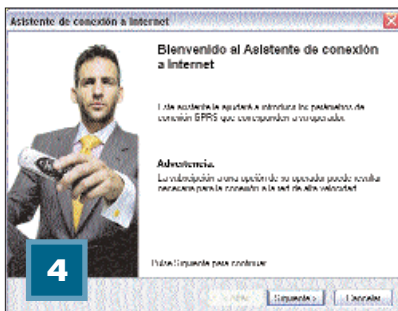 Asistente de conexión a Internet
Bienvenido al Asistente de conexión
a Internet
Este asistente le ayudará a introducir los parámetros de
conexión GPRS que corresponden a su operador.
Advertencia.
La subscripción a una opción de su operador puede resultar
necesaria para la conexión a la red de alta velocidad
Pulse Siguiente para continuar
4
Siguiente >
Cancelar